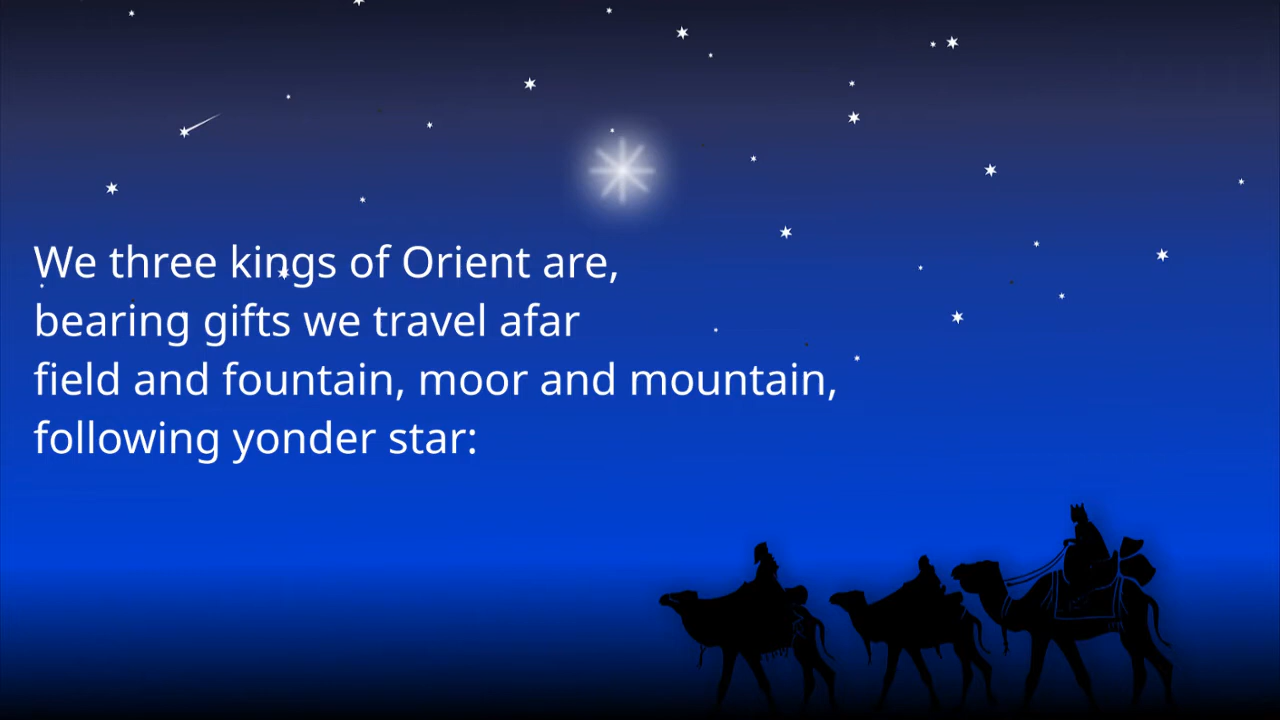 We three kings of Orient are,
bearing gifts we travel afar
field and fountain, moor and mountain,
following yonder star: